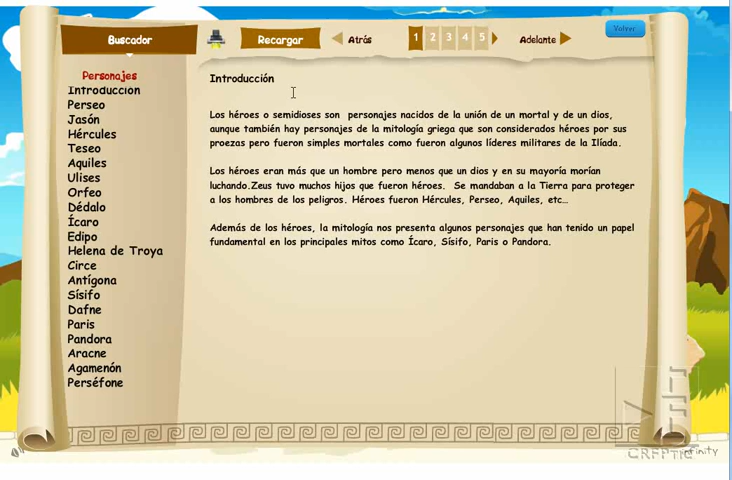 Buscador
Recargar
Atrás
1 2 3 4 5
Adelante
Volver
Personajes
Introducción
Perseo
Jasón
Hércules
Teseo
Aquiles
Ulises
Orfeo
Dédalo
Ícaro
Edipo
Helena de Troya
Circe
Antígona
Sísifo
Dafne
Paris
Pandora
Aracne
Agamenón
Perséfone
Introducción
Los héroes o semidioses son personajes nacidos de la unión de un mortal y de un dios,
aunque también hay personajes de la mitología griega que son considerados héroes por sus
proezas pero fueron simples mortales como fueron algunos líderes militares de la Ilíada.
Los héroes eran más que un hombre pero menos que un dios y en su mayoría morían
luchando.Zeus tuvo muchos hijos que fueron héroes. Se mandaban a la Tierra para proteger
a los hombres de los peligros. Héroes fueron Hércules, Perseo, Aquiles, etc...
Además de los héroes, la mitología nos presenta algunos personajes que han tenido un papel
fundamental en los principales mitos como Ícaro, Sísifo, Paris o Pandora.